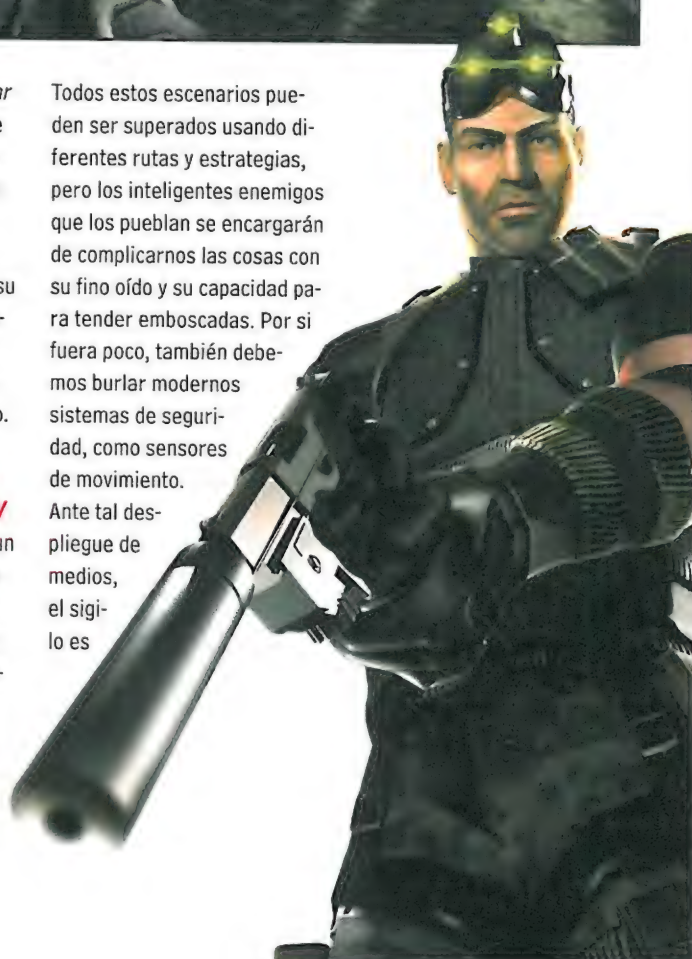 ar
e
su
-
o.
/
un
-
Todos estos escenarios pue-
den ser superados usando di-
ferentes rutas y estrategias,
pero los inteligentes enemigos
que los pueblan se encargarán
de complicarnos las cosas con
su fino oído y su capacidad pa-
ra tender emboscadas. Por si
fuera poco, también debe-
mos burlar modernos
sistemas de seguri-
dad, como sensores
de movimiento.
Ante tal des-
pliegue de
medios,
el sigi-
lo es